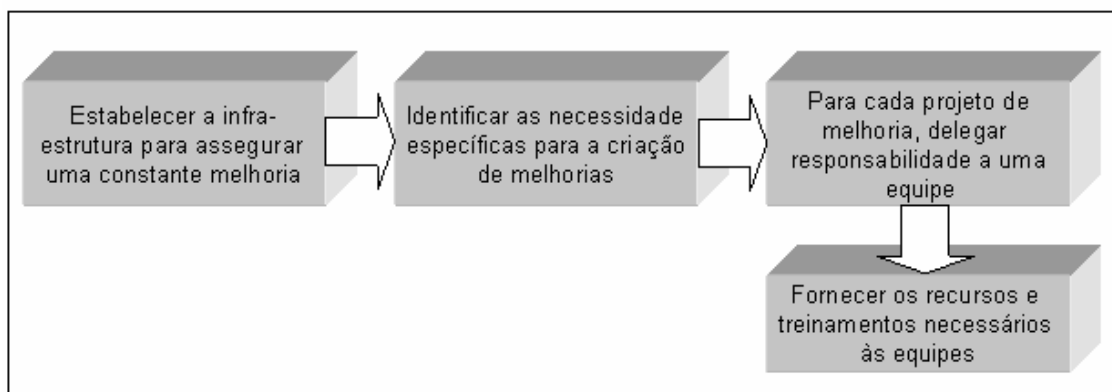 Estabelecer a infra-
estrutura para assegurar
uma constante melhoria
Identificar as necessidade
específicas para a criação
de melhorias
Para cada projeto de
melhoria, delegar
responsabilidade a uma
equipe
Fornecer os recursos e
treinamentos necessários
às equipes